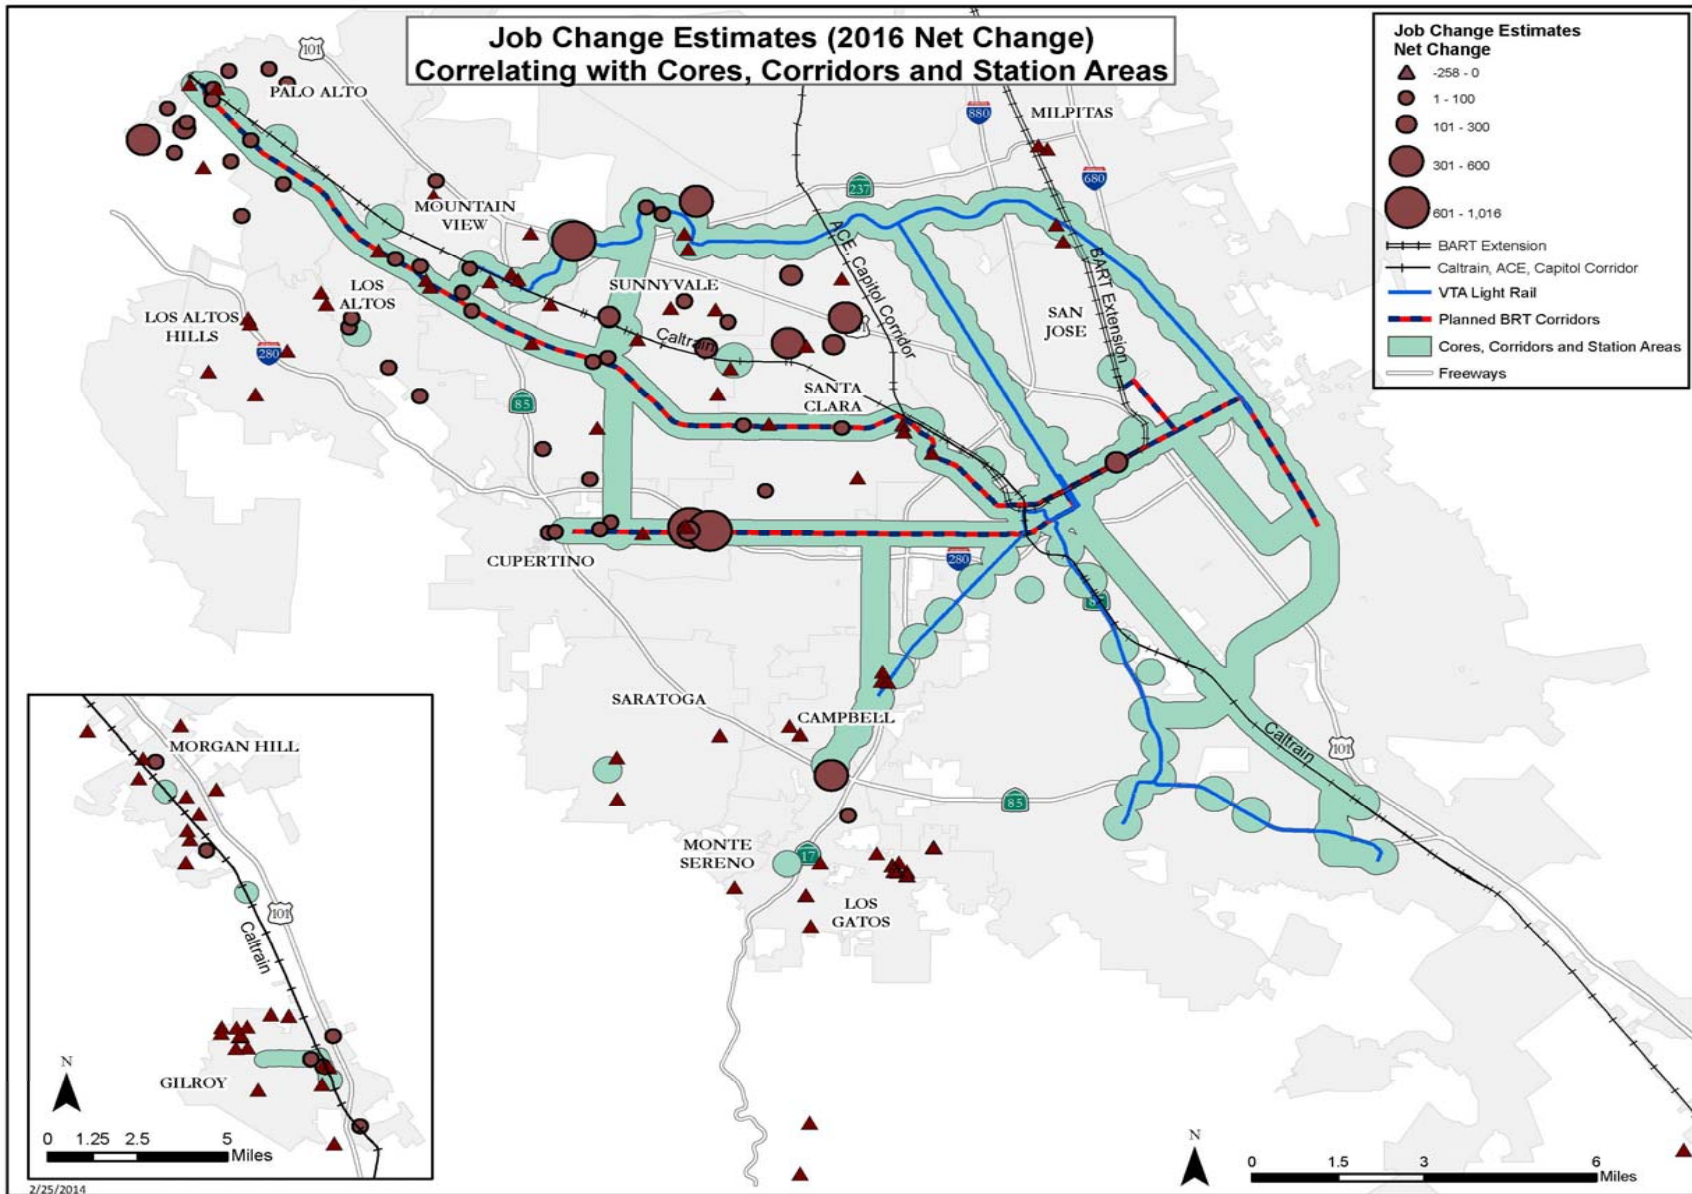 Job Change Estimates (2016 Net Change)
Correlating with Cores, Corridors and Station Areas
Job Change Estimates
Net Change
-258 - 0
1 - 100
101 - 300
301 - 600
601 - 1,016
BART Extension
Caltrain, ACE, Capitol Corridor
VTA Light Rail
Planned BRT Corridors
Cores, Corridors and Station Areas
Freeways
101
PALO ALTO
880
MILPITAS
680
237
MOUNTAIN
VIEW
ACE, Capitol Corridor
BART Extension
SUNNYVALE
LOS
ALTOS
LOS ALTOS
HILLS
280
SAN
JOSE
Caltrain
85
SANTA
CLARA
CUPERTINO
280
SARATOGA
CAMPBELL
Caltrain
101
85
MONTE
SERENO
17
LOS
GATOS
MORGAN HILL
101
Caltrain
GILROY
N
0 1.25 2.5 5
Miles
N
0 1.5 3 6
Miles
2/25/2014